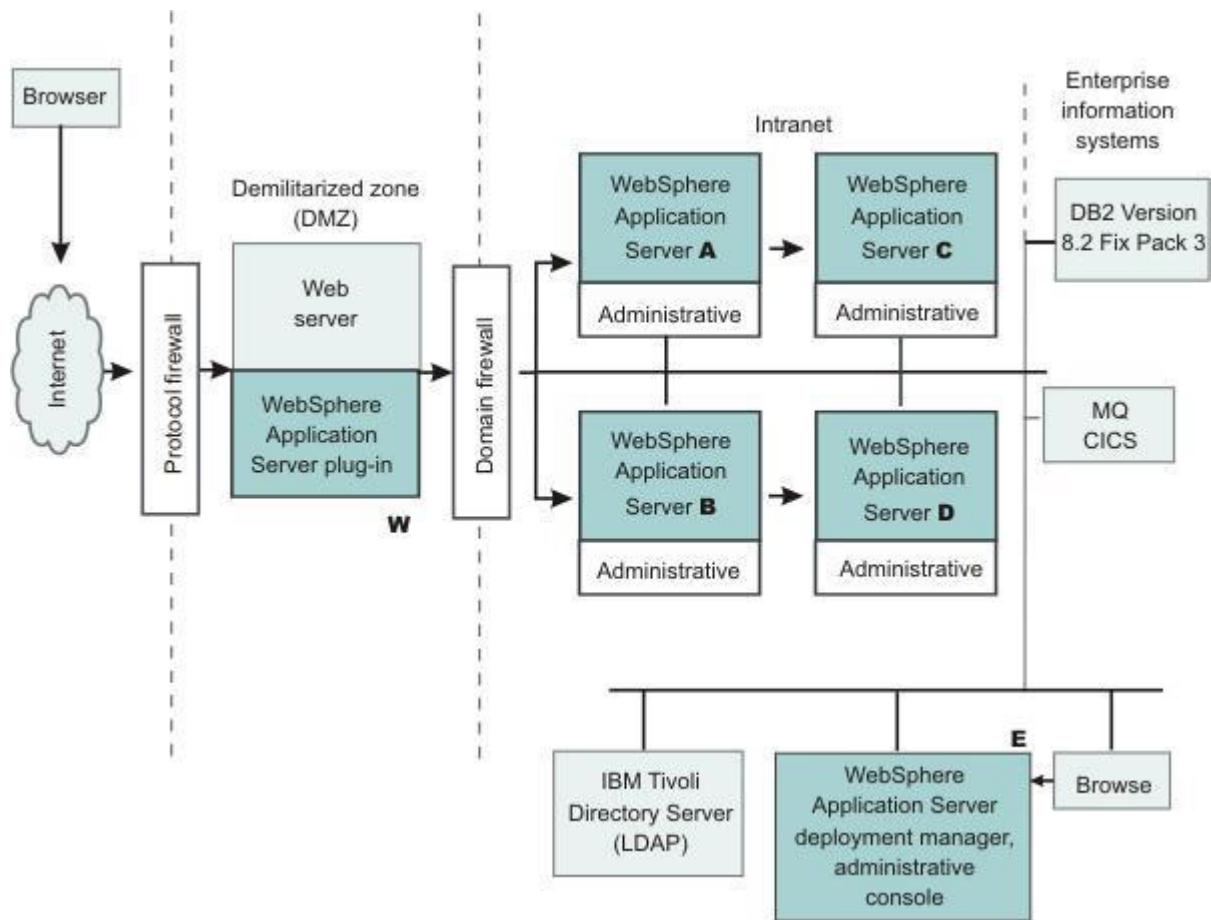 Browser
Internet
Protocol firewall
Demilitarized zone
(DMZ)
Web
server
WebSphere
Application
Server plug-in
W
Domain firewall
Intranet
WebSphere
Application
Server A
Administrative
WebSphere
Application
Server C
Administrative
WebSphere
Application
Server B
Administrative
WebSphere
Application
Server D
Administrative
Enterprise
information
systems
DB2 Version
8.2 Fix Pack 3
MQ
CICS
IBM Tivoli
Directory Server
(LDAP)
E
WebSphere
Application Server
deployment manager,
administrative
console
Browse